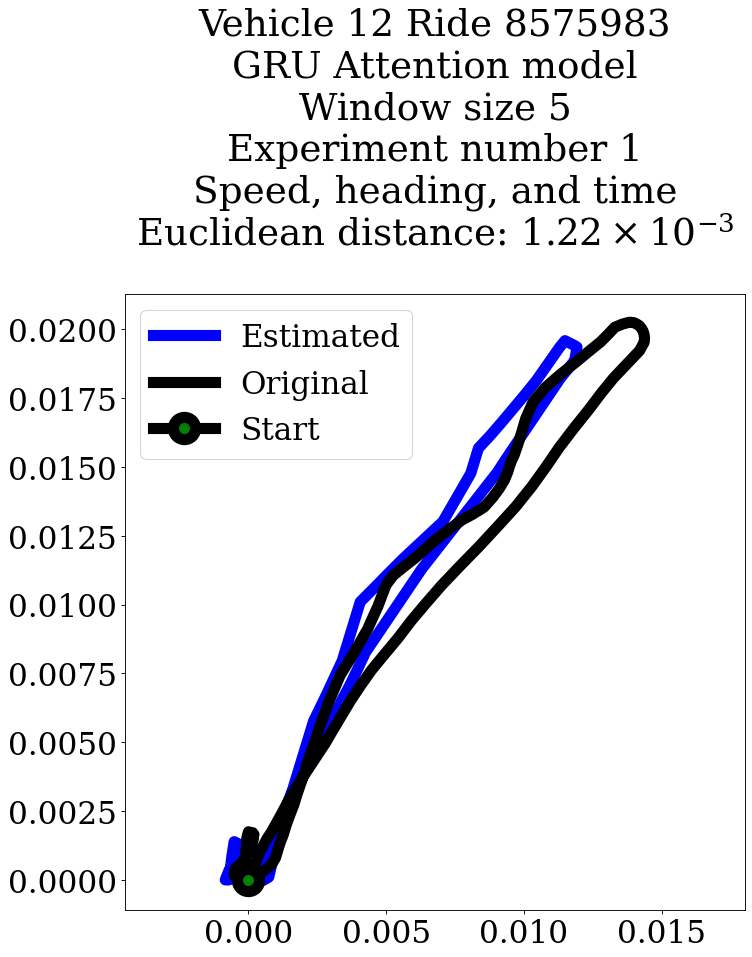 Vehicle 12 Ride 8575983
GRU Attention model
Window size 5
Experiment number 1
Speed, heading, and time
Euclidean distance: 1.22 × 10⁻³
Estimated
Original
Start
0.0200
0.0175
0.0150
0.0125
0.0100
0.0075
0.0050
0.0025
0.0000
0.000 0.005 0.010 0.015